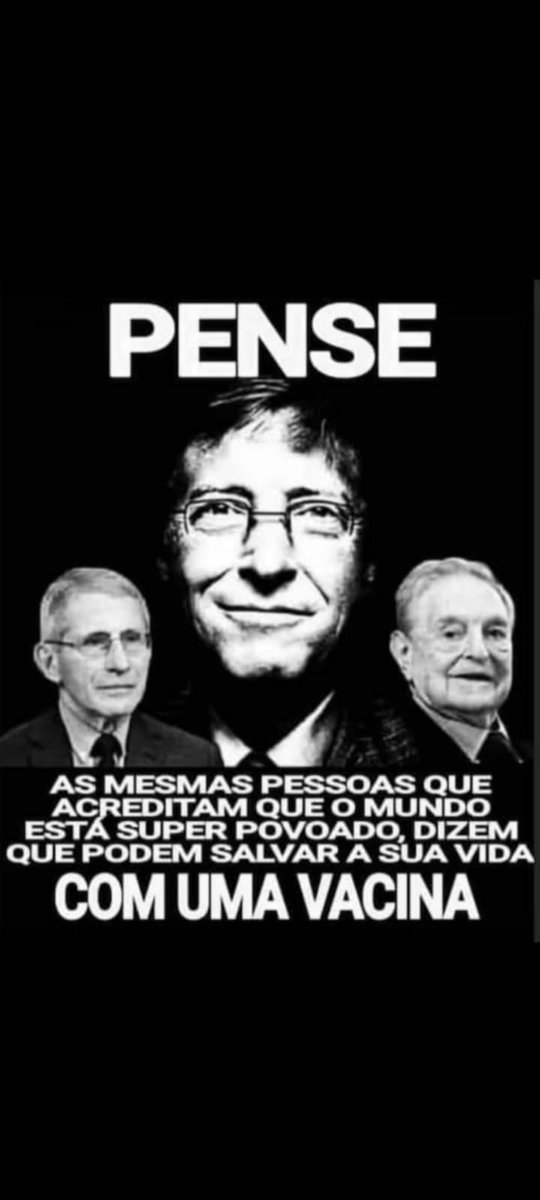 PENSE
AS MESMAS PESSOAS QUE
ACREDITAM QUE O MUNDO
ESTÁ SUPER POVOADO, DIZEM
QUE PODEM SALVAR A SUA VIDA
COM UMA VACINA